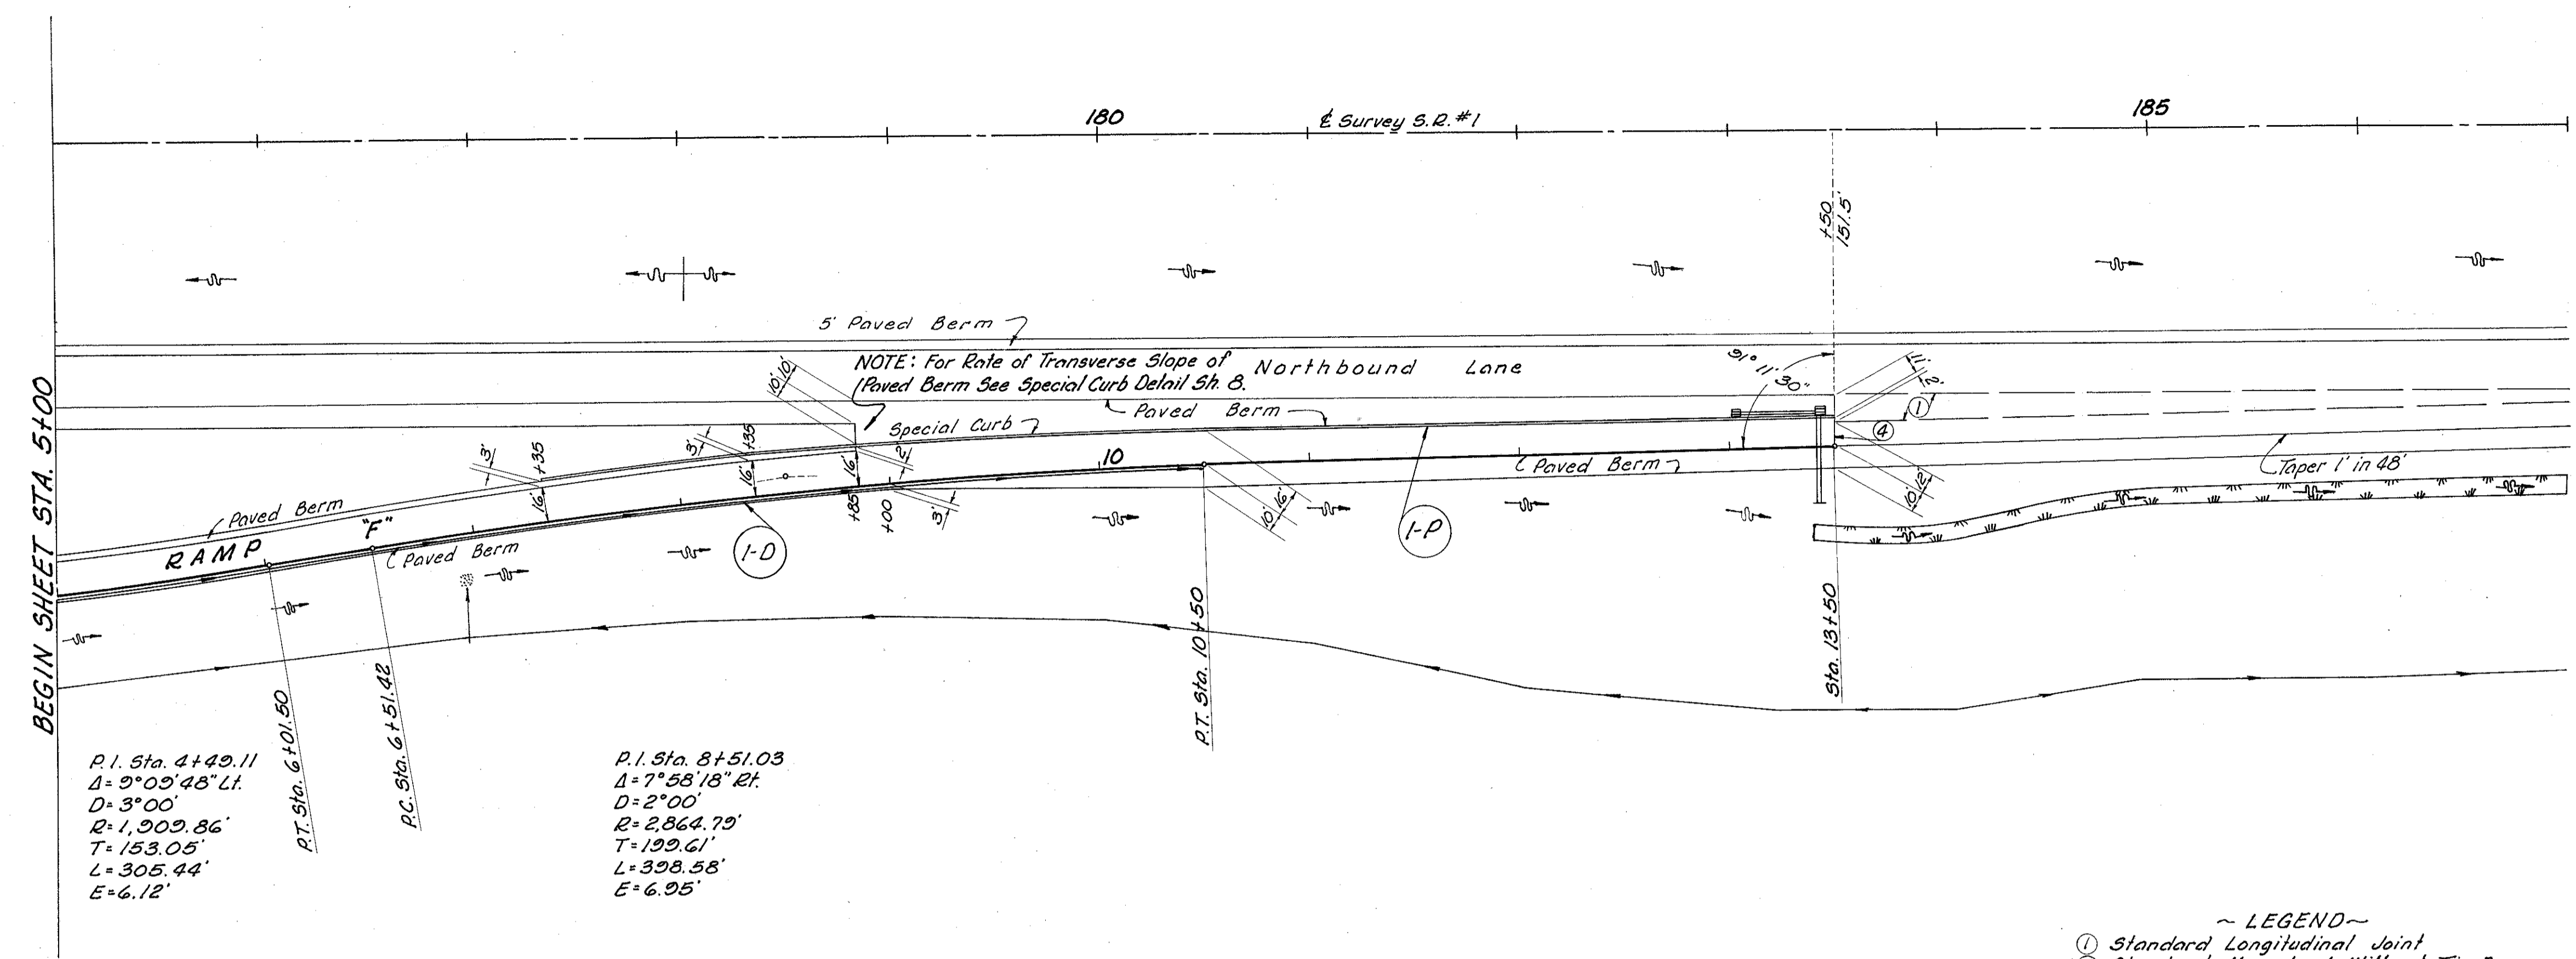 180
℄ Survey S.R. #1
185
+50
151.5'
5' Paved Berm
NOTE: For Rate of Transverse Slope of
Paved Berm See Special Curb Detail Sh. 8.
Northbound Lane
91° 11' 30"
11'
2'
10' 10'
Paved Berm
Special Curb
1
4
3'
+35
3'
+35
16'
16'
16'
2'
10
Paved Berm
Taper 1' in 48'
Paved Berm
RAMP "F"
Paved Berm
+85
+00
3'
10' 16'
10' 12'
1-D
1-P
BEGIN SHEET STA. 5+00
P.T. Sta. 6+01.50
P.C. Sta. 6+51.42
P.T. Sta. 10+50
Sta. 13+50
P.I. Sta. 4+49.11
Δ = 9°09'48" Lt.
D = 3°00'
R = 1,909.86'
T = 153.05'
L = 305.44'
E = 6.12'
P.I. Sta. 8+51.03
Δ = 7°58'18" Rt.
D = 2°00'
R = 2,864.79'
T = 199.61'
L = 398.58'
E = 6.95'
~ LEGEND ~
① Standard Longitudinal Joint